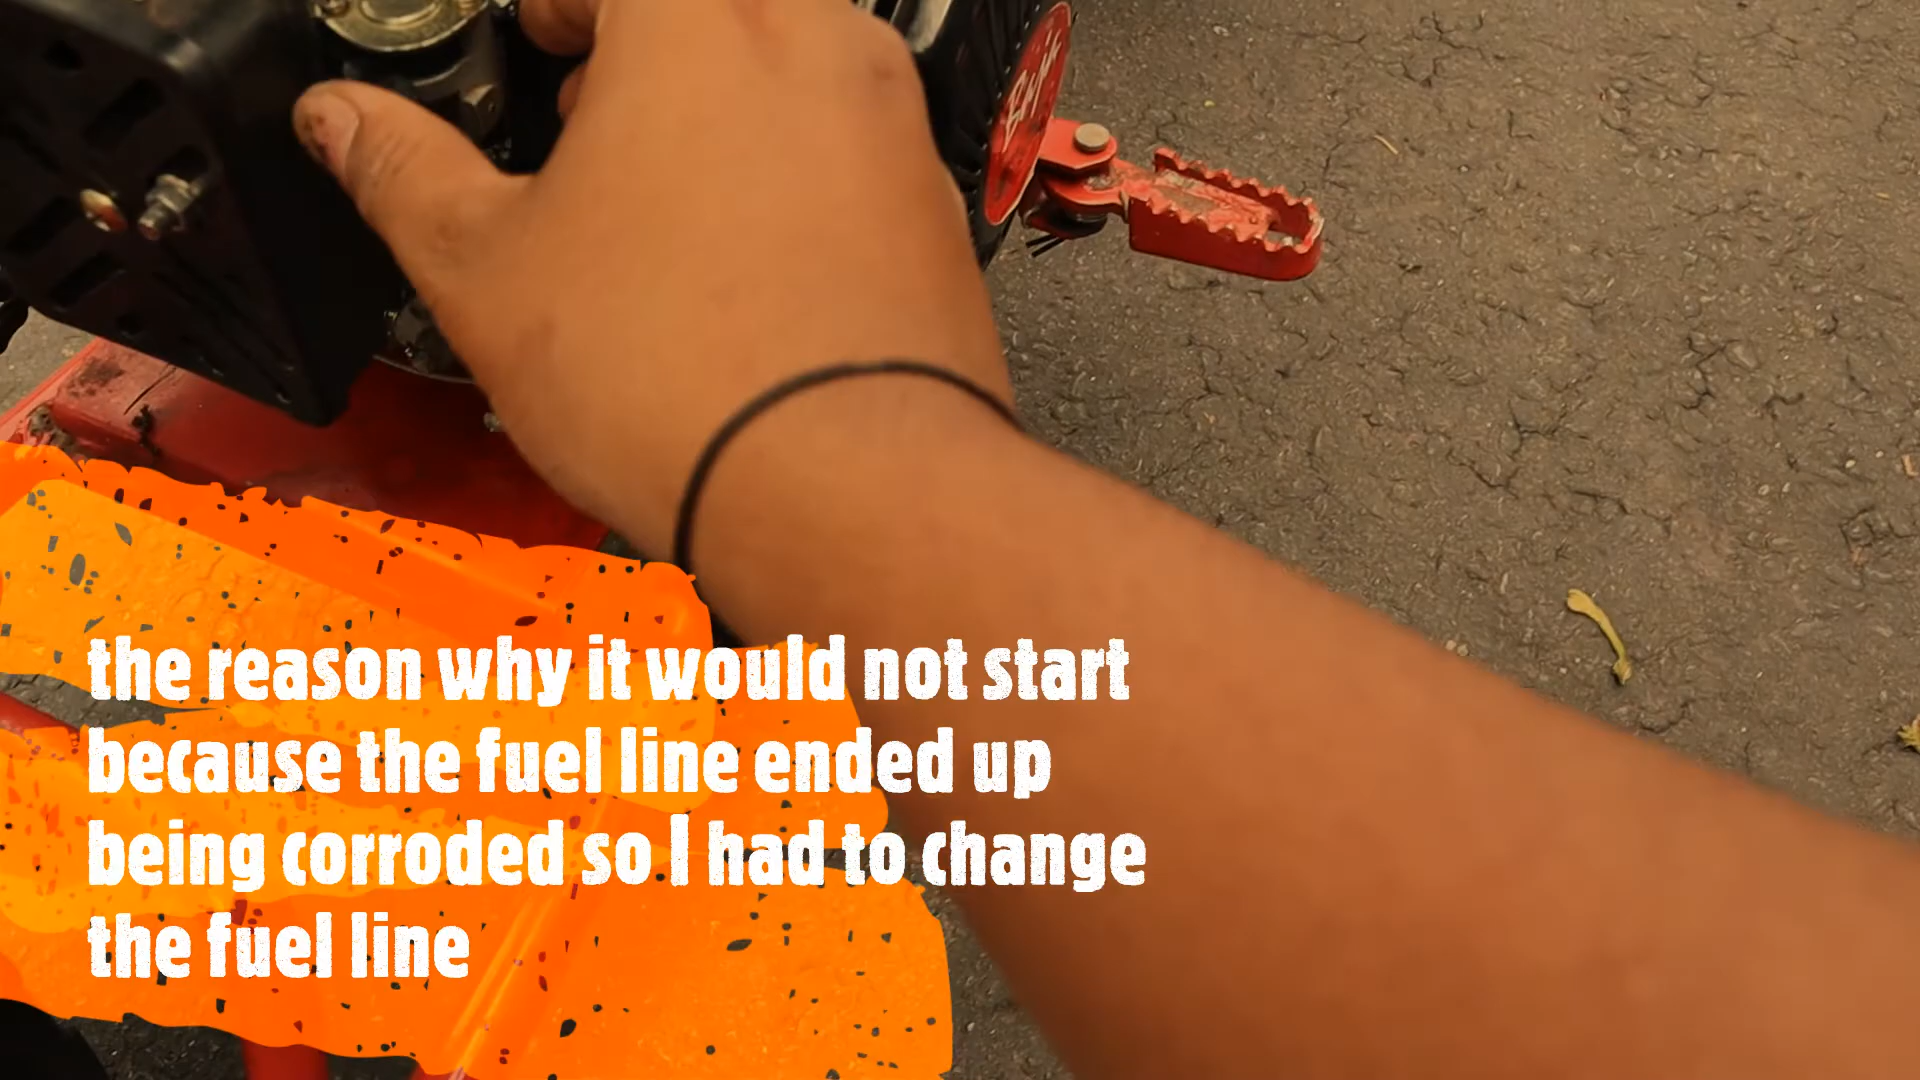 the reason why it would not start
because the fuel line ended up
being corroded so I had to change
the fuel line